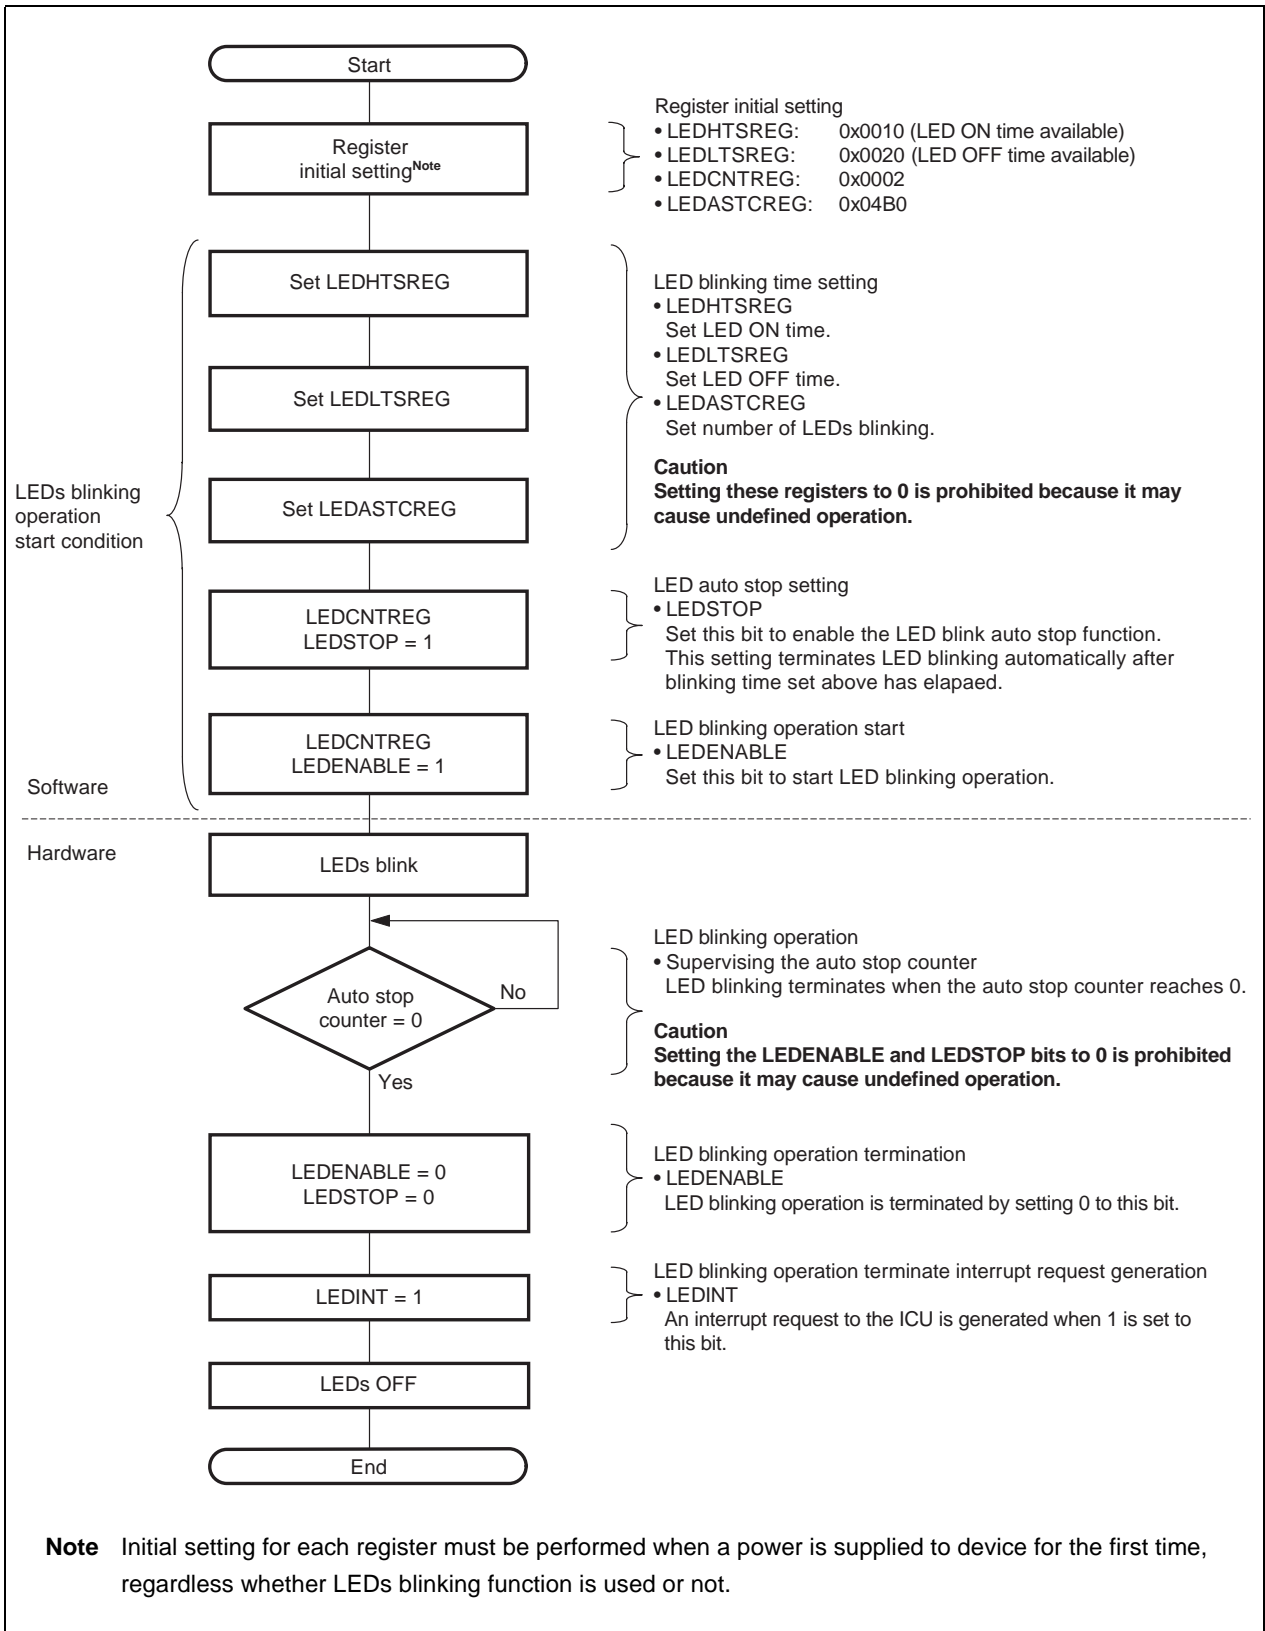 Start
Register
initial setting Note
Register initial setting
• LEDHTSREG: 0x0010 (LED ON time available)
• LEDLTSREG: 0x0020 (LED OFF time available)
• LEDCNTREG: 0x0002
• LEDASTCREG: 0x04B0
LEDs blinking
operation
start condition
Set LEDHTSREG
Set LEDLTSREG
Set LEDASTCREG
LED blinking time setting
• LEDHTSREG
Set LED ON time.
• LEDLTSREG
Set LED OFF time.
• LEDASTCREG
Set number of LEDs blinking.
Caution
Setting these registers to 0 is prohibited because it may
cause undefined operation.
LEDCNTREG
LEDSTOP = 1
LED auto stop setting
• LEDSTOP
Set this bit to enable the LED blink auto stop function.
This setting terminates LED blinking automatically after
blinking time set above has elapaed.
LEDCNTREG
LEDENABLE = 1
LED blinking operation start
• LEDENABLE
Set this bit to start LED blinking operation.
Software
Hardware
LEDs blink
Auto stop
counter = 0
No
Yes
LED blinking operation
• Supervising the auto stop counter
LED blinking terminates when the auto stop counter reaches 0.
Caution
Setting the LEDENABLE and LEDSTOP bits to 0 is prohibited
because it may cause undefined operation.
LEDENABLE = 0
LEDSTOP = 0
LED blinking operation termination
• LEDENABLE
LED blinking operation is terminated by setting 0 to this bit.
LEDINT = 1
LED blinking operation terminate interrupt request generation
• LEDINT
An interrupt request to the ICU is generated when 1 is set to
this bit.
LEDs OFF
End
Note Initial setting for each register must be performed when a power is supplied to device for the first time,
regardless whether LEDs blinking function is used or not.